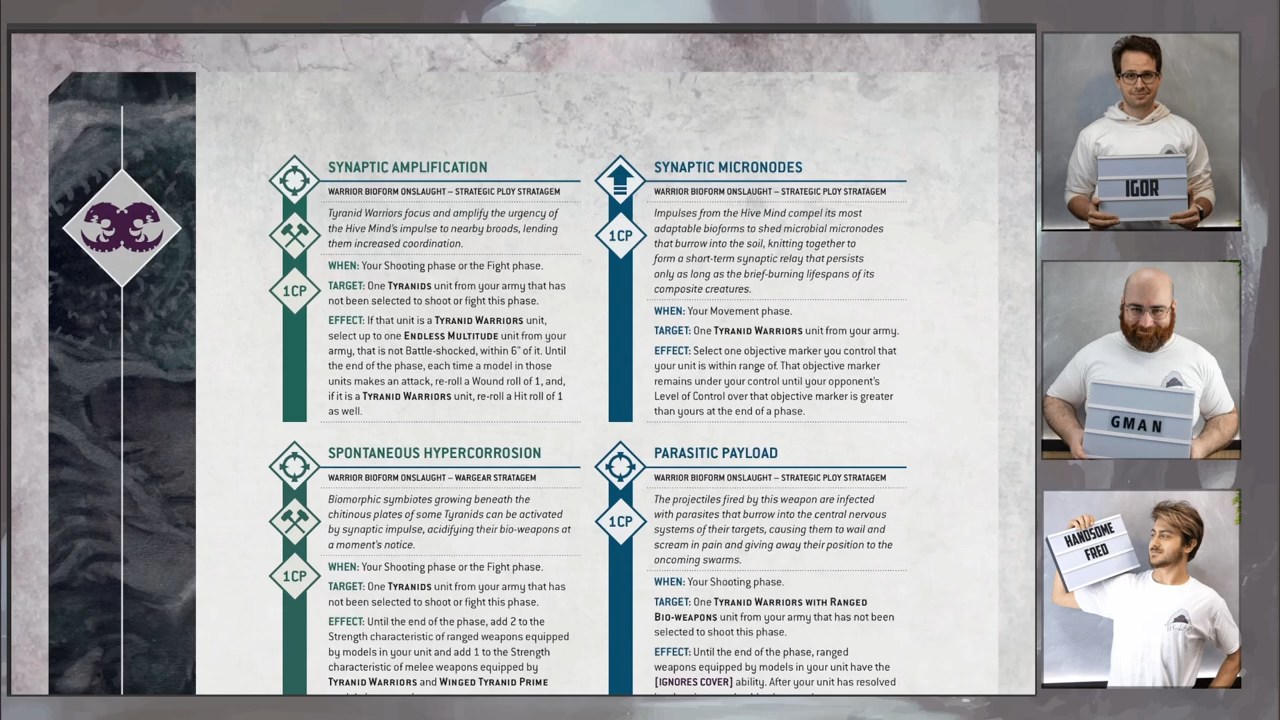 SYNAPTIC AMPLIFICATION
WARRIOR BIOFORM ONSLAUGHT – STRATEGIC PLOY STRATAGEM
Tyranid Warriors focus and amplify the urgency of
the Hive Mind's impulse to nearby broods, lending
them increased coordination.
1CP
WHEN: Your Shooting phase or the Fight phase.
TARGET: One TYRANIDS unit from your army that has
not been selected to shoot or fight this phase.
EFFECT: If that unit is a TYRANID WARRIORS unit,
select up to one ENDLESS MULTITUDE unit from your
army, that is not Battle-shocked, within 6" of it. Until
the end of the phase, each time a model in those
units makes an attack, re-roll a Wound roll of 1, and,
if it is a TYRANID WARRIORS unit, re-roll a Hit roll of 1
as well.
SYNAPTIC MICRONODES
WARRIOR BIOFORM ONSLAUGHT – STRATEGIC PLOY STRATAGEM
1CP
Impulses from the Hive Mind compel its most
adaptable bioforms to shed microbial micronodes
that burrow into the soil, knitting together to
form a short-term synaptic relay that persists
only as long as the brief-burning lifespans of its
composite creatures.
WHEN: Your Movement phase.
TARGET: One TYRANID WARRIORS unit from your army.
EFFECT: Select one objective marker you control that
your unit is within range of. That objective marker
remains under your control until your opponent's
Level of Control over that objective marker is greater
than yours at the end of a phase.
SPONTANEOUS HYPERCORROSION
WARRIOR BIOFORM ONSLAUGHT – WARGEAR STRATAGEM
Biomorphic symbiotes growing beneath the
chitinous plates of some Tyranids can be activated
by synaptic impulse, acidifying their bio-weapons at
a moment's notice.
1CP
WHEN: Your Shooting phase or the Fight phase.
TARGET: One TYRANIDS unit from your army that has
not been selected to shoot or fight this phase.
EFFECT: Until the end of the phase, add 2 to the
Strength characteristic of ranged weapons equipped
by models in your unit and add 1 to the Strength
characteristic of melee weapons equipped by
TYRANID WARRIORS and WINGED TYRANID PRIME
PARASITIC PAYLOAD
WARRIOR BIOFORM ONSLAUGHT – STRATEGIC PLOY STRATAGEM
1CP
The projectiles fired by this weapon are infected
with parasites that burrow into the central nervous
systems of their targets, causing them to wail and
scream in pain and giving away their position to the
oncoming swarms.
WHEN: Your Shooting phase.
TARGET: One TYRANID WARRIORS WITH RANGED
BIO-WEAPONS unit from your army that has not been
selected to shoot this phase.
EFFECT: Until the end of the phase, ranged
weapons equipped by models in your unit have the
[IGNORES COVER] ability. After your unit has resolved
IGOR
GMAN
HANDSOME
FRED